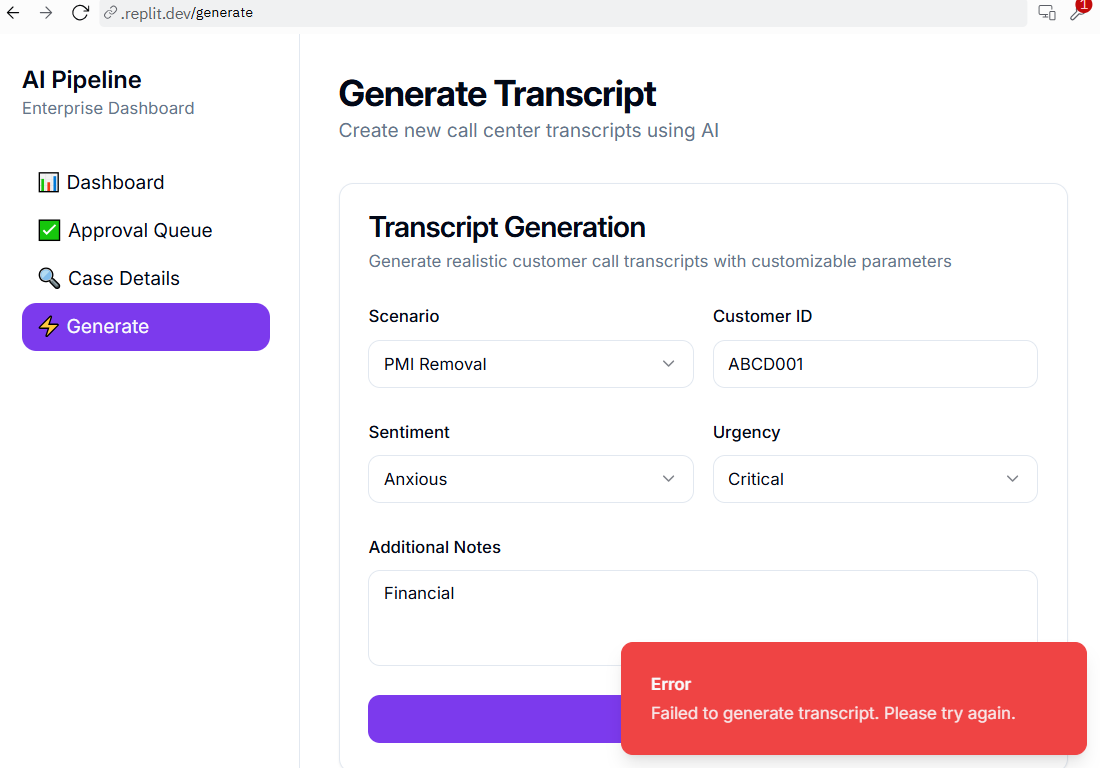 .replit.dev/generate
1
AI Pipeline
Enterprise Dashboard
Dashboard
Approval Queue
Case Details
Generate
Generate Transcript
Create new call center transcripts using AI
Transcript Generation
Generate realistic customer call transcripts with customizable parameters
Scenario
Customer ID
PMI Removal
ABCD001
Sentiment
Urgency
Anxious
Critical
Additional Notes
Financial
Error
Failed to generate transcript. Please try again.